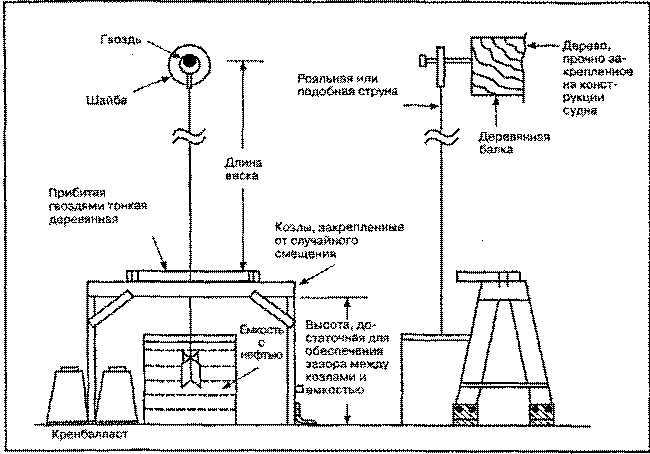 Гвоздь
Шайба
Длина
виска
Прибитая
гвоздями тонкая
деревянная
Козлы, закрепленные
от случайного
смещения
Емкость
с
нефтью
Высота, до-
статочная для
обеспечения
зазора между
козлами и
емкостью
Кренбалласт
Рояльная или
подобная струна
Дерево,
прочно за-
крепленное
на конст-
рукции
судна
Деревянная
балка